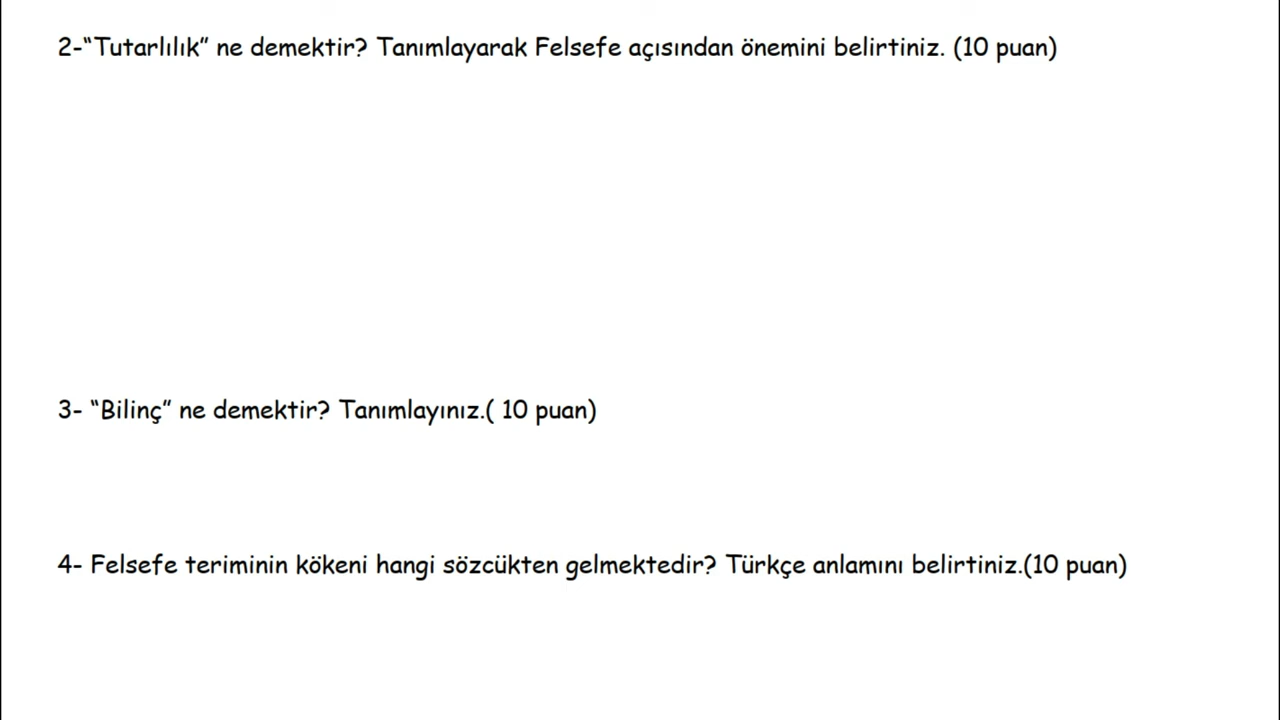 2-“Tutarlılık” ne demektir? Tanımlayarak Felsefe açısından önemini belirtiniz. (10 puan)
3- “Bilinç” ne demektir? Tanımlayınız.( 10 puan)
4- Felsefe teriminin kökeni hangi sözcükten gelmektedir? Türkçe anlamını belirtiniz.(10 puan)